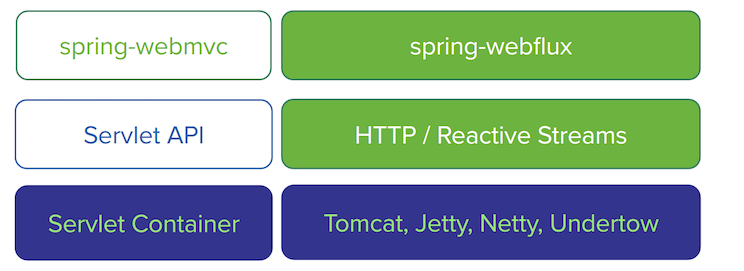 spring-webmvc
spring-webflux
Servlet API
HTTP / Reactive Streams
Servlet Container
Tomcat, Jetty, Netty, Undertow